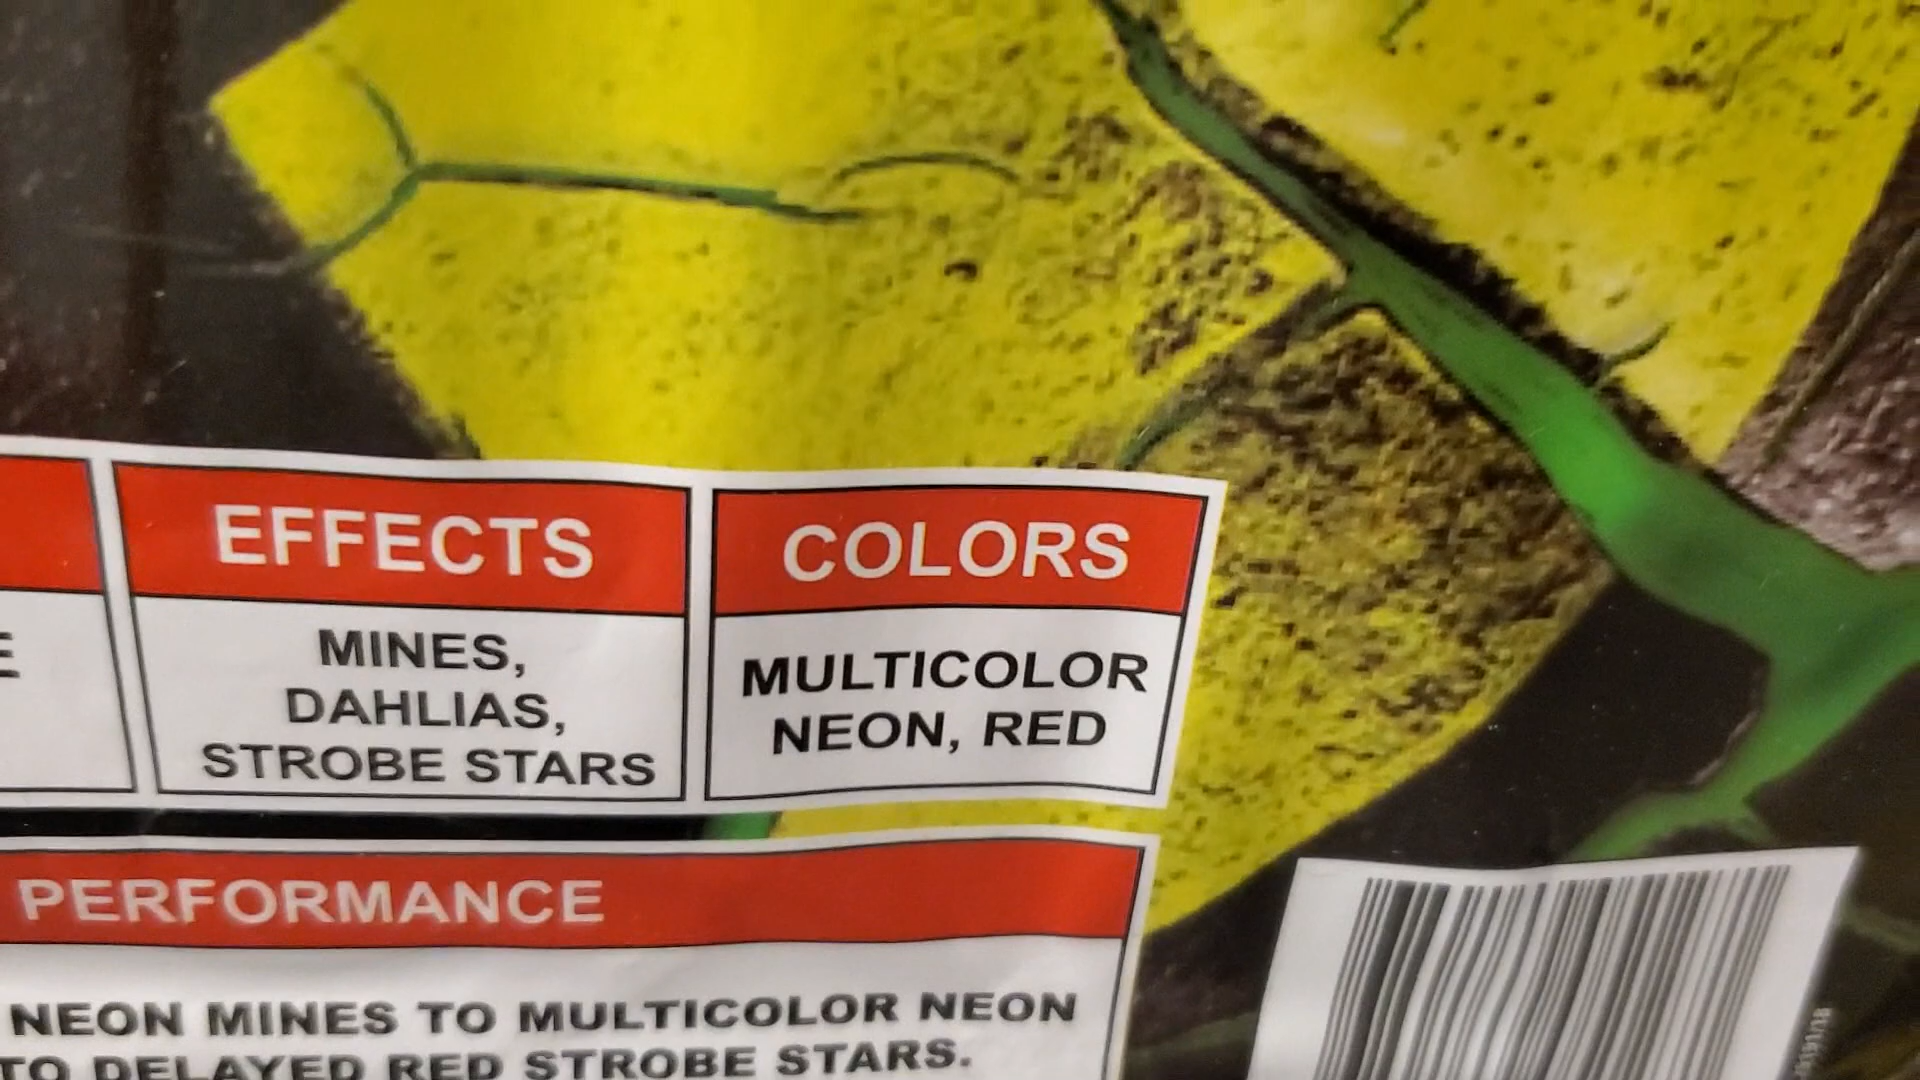 EFFECTS
MINES,
DAHLIAS,
STROBE STARS
COLORS
MULTICOLOR
NEON, RED
PERFORMANCE
NEON MINES TO MULTICOLOR NEON
TO DELAYED RED STROBE STARS.